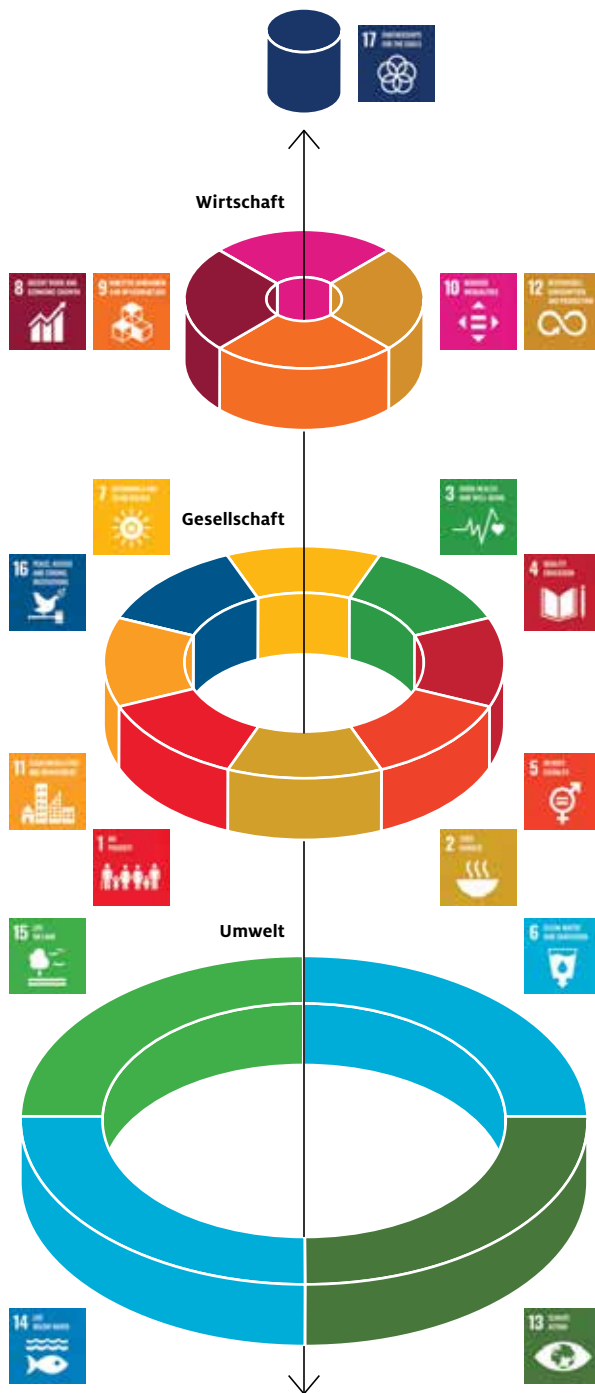 17 PARTNERSHIPS
FOR THE GOALS
Wirtschaft
8 DECENT WORK AND
ECONOMIC GROWTH
9 INDUSTRY, INNOVATION
AND INFRASTRUCTURE
10 REDUCED
INEQUALITIES
12 RESPONSIBLE
CONSUMPTION
AND PRODUCTION
7 AFFORDABLE AND
CLEAN ENERGY
Gesellschaft
3 GOOD HEALTH
AND WELL-BEING
16 PEACE, JUSTICE
AND STRONG
INSTITUTIONS
4 QUALITY
EDUCATION
11 SUSTAINABLE CITIES
AND COMMUNITIES
5 GENDER
EQUALITY
1 NO
POVERTY
2 ZERO
HUNGER
15 LIFE
ON LAND
Umwelt
6 CLEAN WATER
AND SANITATION
14 LIFE
BELOW WATER
13 CLIMATE
ACTION